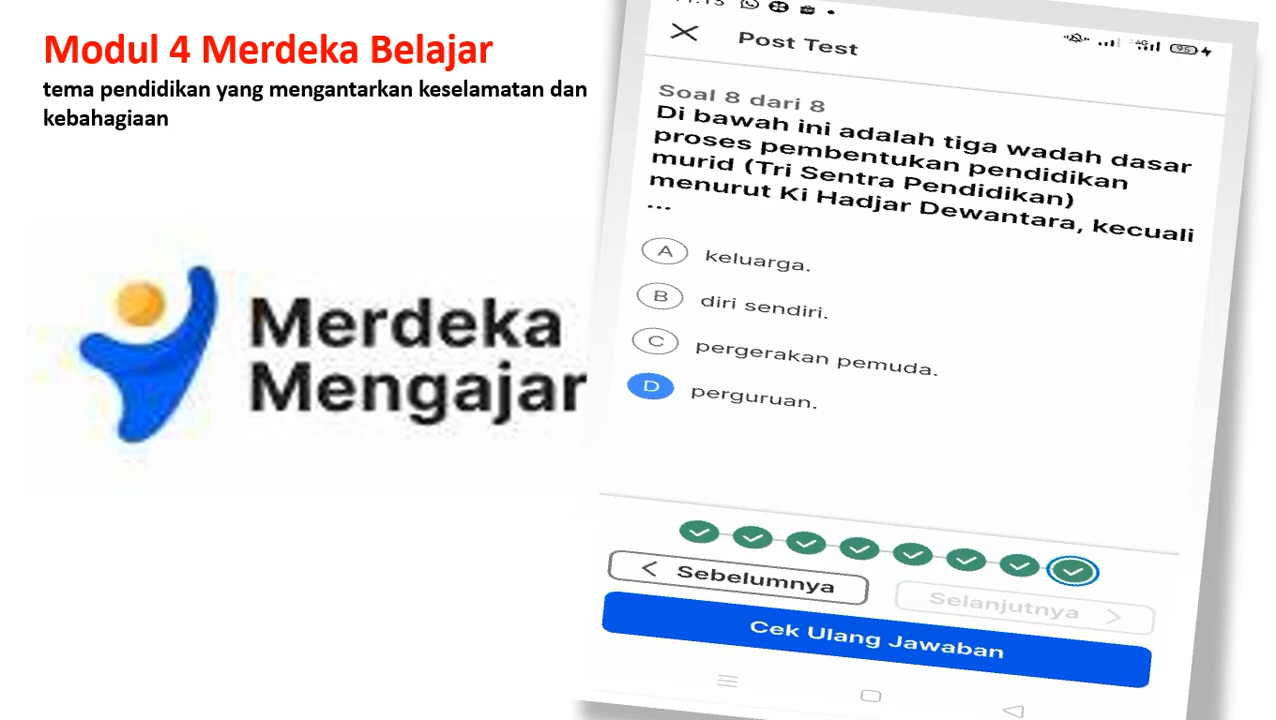 Modul 4 Merdeka Belajar
tema pendidikan yang mengantarkan keselamatan dan
kebahagiaan
Merdeka
Mengajar
Post Test
Soal 8 dari 8
Di bawah ini adalah tiga wadah dasar
proses pembentukan pendidikan
murid (Tri Sentra Pendidikan)
menurut Ki Hadjar Dewantara, kecuali
...
A keluarga.
B diri sendiri.
C pergerakan pemuda.
D perguruan.
< Sebelumnya
Selanjutnya >
Cek Ulang Jawaban